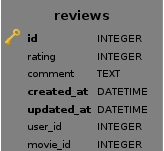 reviews
id INTEGER
rating INTEGER
comment TEXT
created_at DATETIME
updated_at DATETIME
user_id INTEGER
movie_id INTEGER